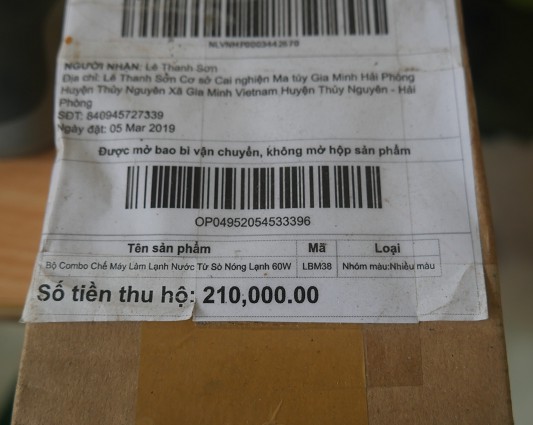 NGƯỜI NHẬN: Lê Thanh Sơn
Địa chỉ: Lê Thanh Sơn Cơ sở Cai nghiện Ma túy Gia Minh Hải Phòng
Huyện Thủy Nguyên Xã Gia Minh Vietnam Huyện Thủy Nguyên - Hải
Phòng
SĐT: 840945727339
Ngày đặt: 05 Mar 2019
Được mở bao bì vận chuyển, không mở hộp sản phẩm
OP04952054533396
Tên sản phẩm Mã Loại
Bộ Combo Chế Máy Làm Lạnh Nước Từ Sò Nóng Lạnh 60W LBM38 Nhóm màu:Nhiều màu
Số tiền thu hộ: 210,000.00